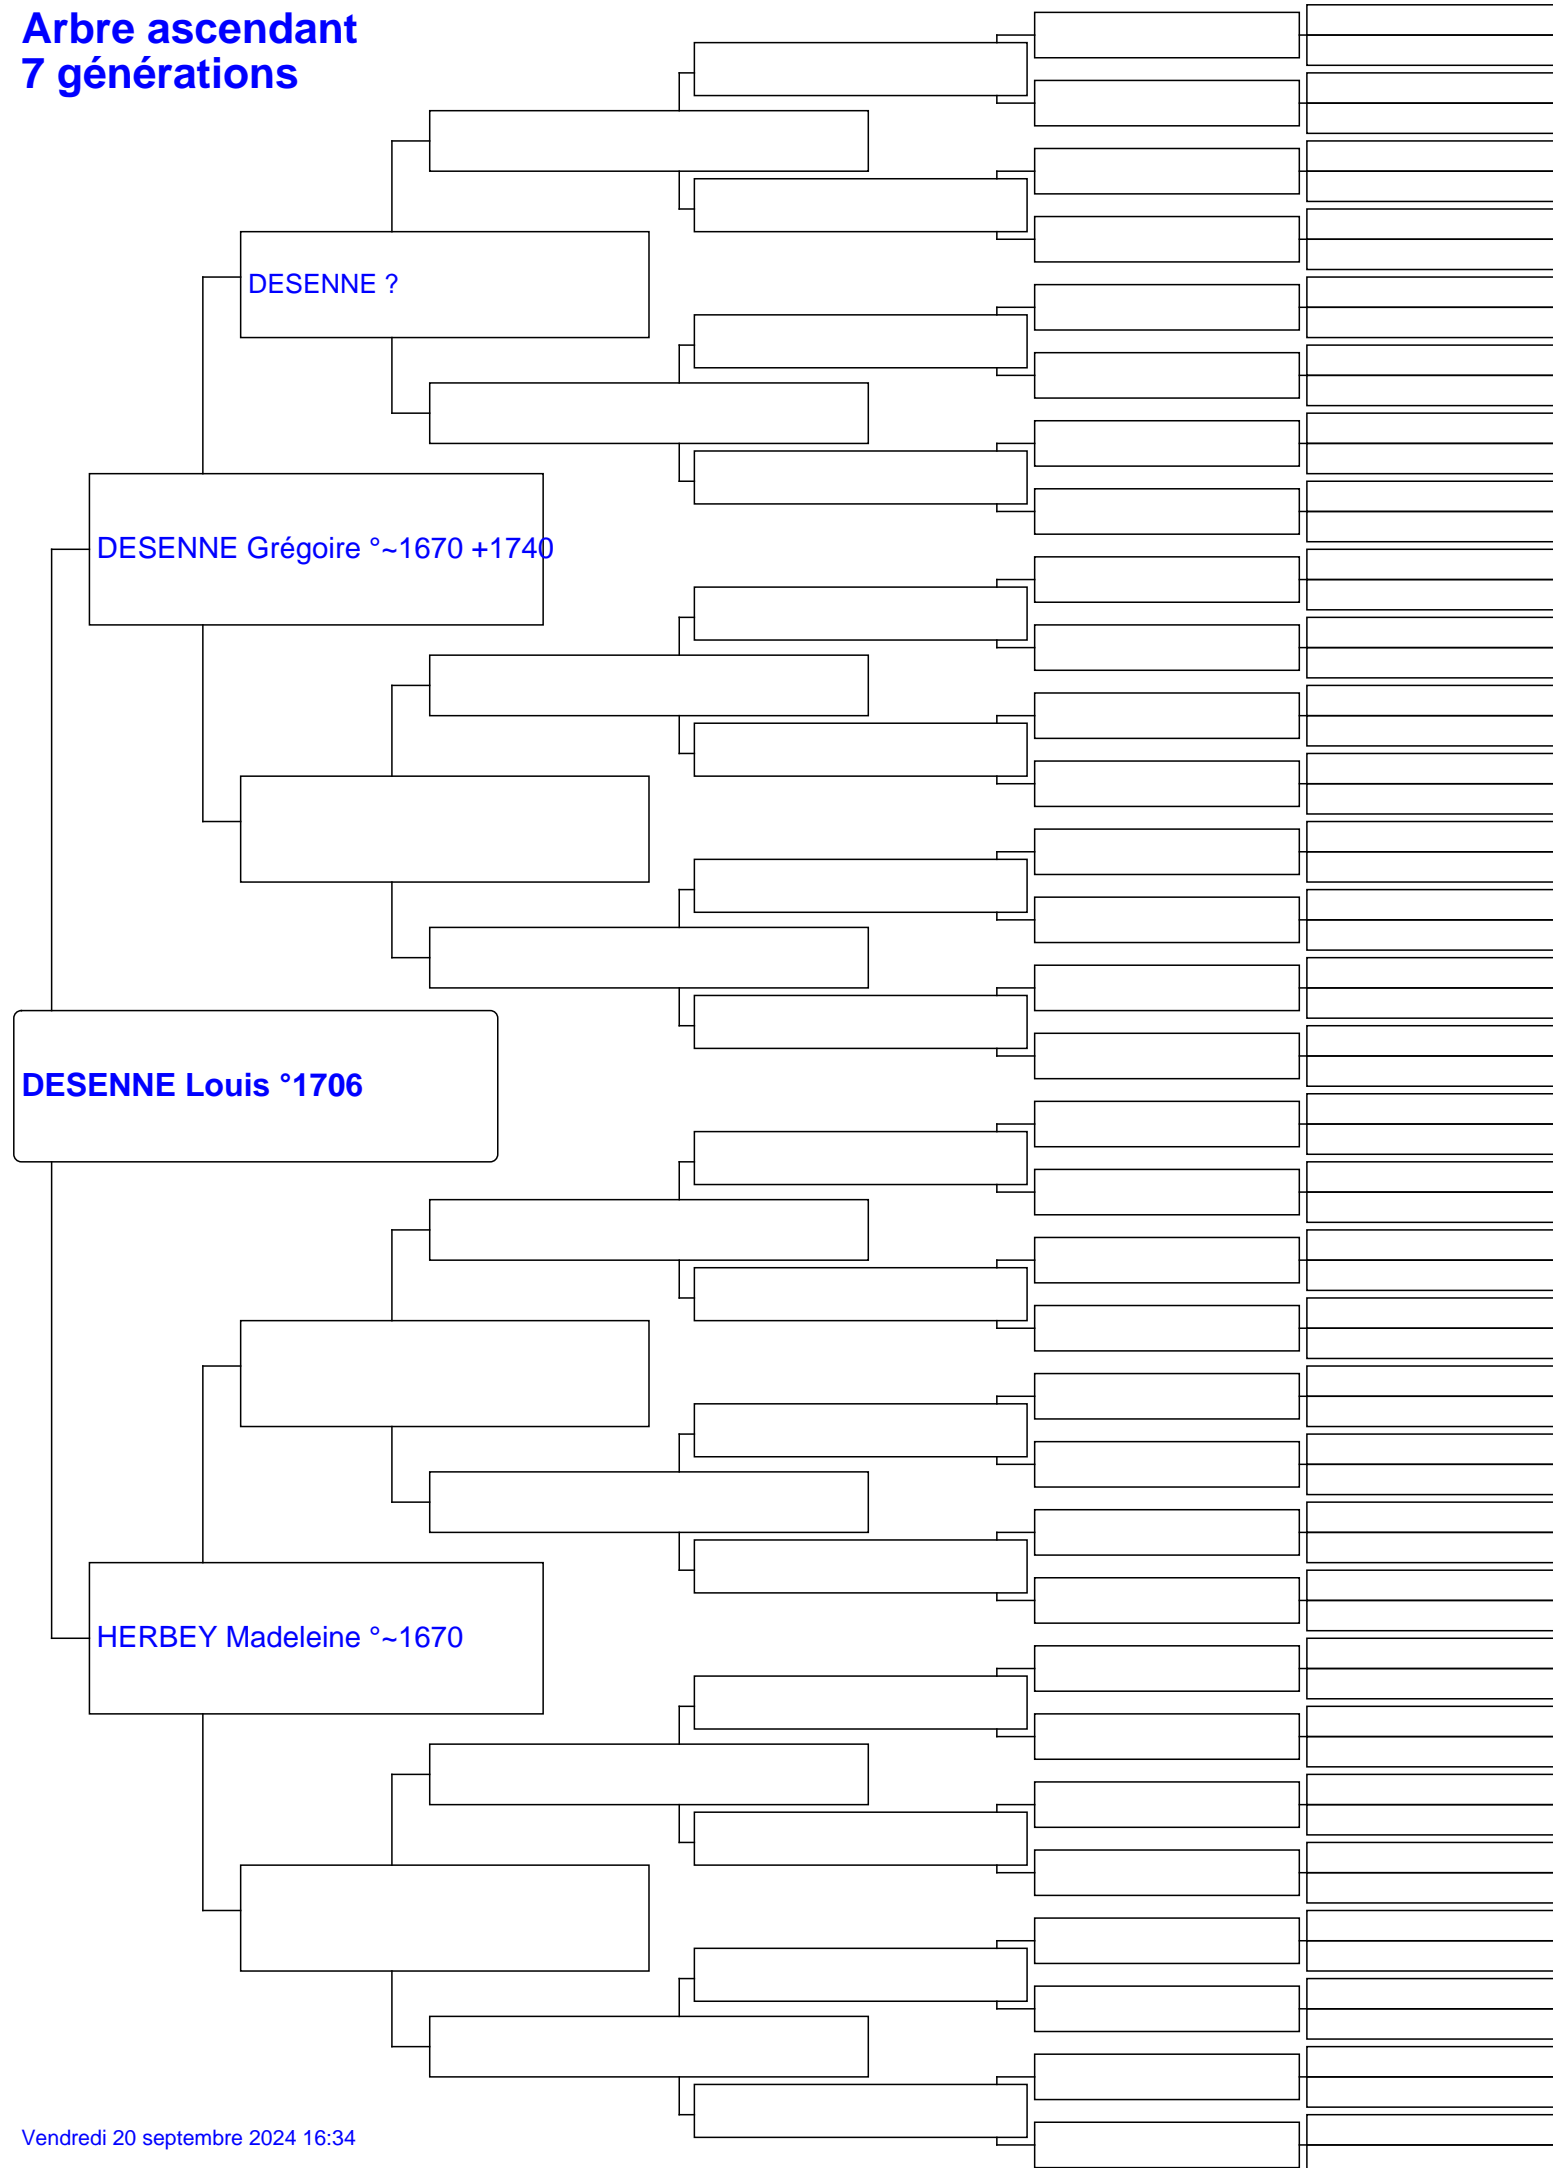 Arbre ascendant
7 générations
DESENNE ?
DESENNE Grégoire °~1670 +1740
DESENNE Louis °1706
HERBEY Madeleine °~1670
Vendredi 20 septembre 2024 16:34